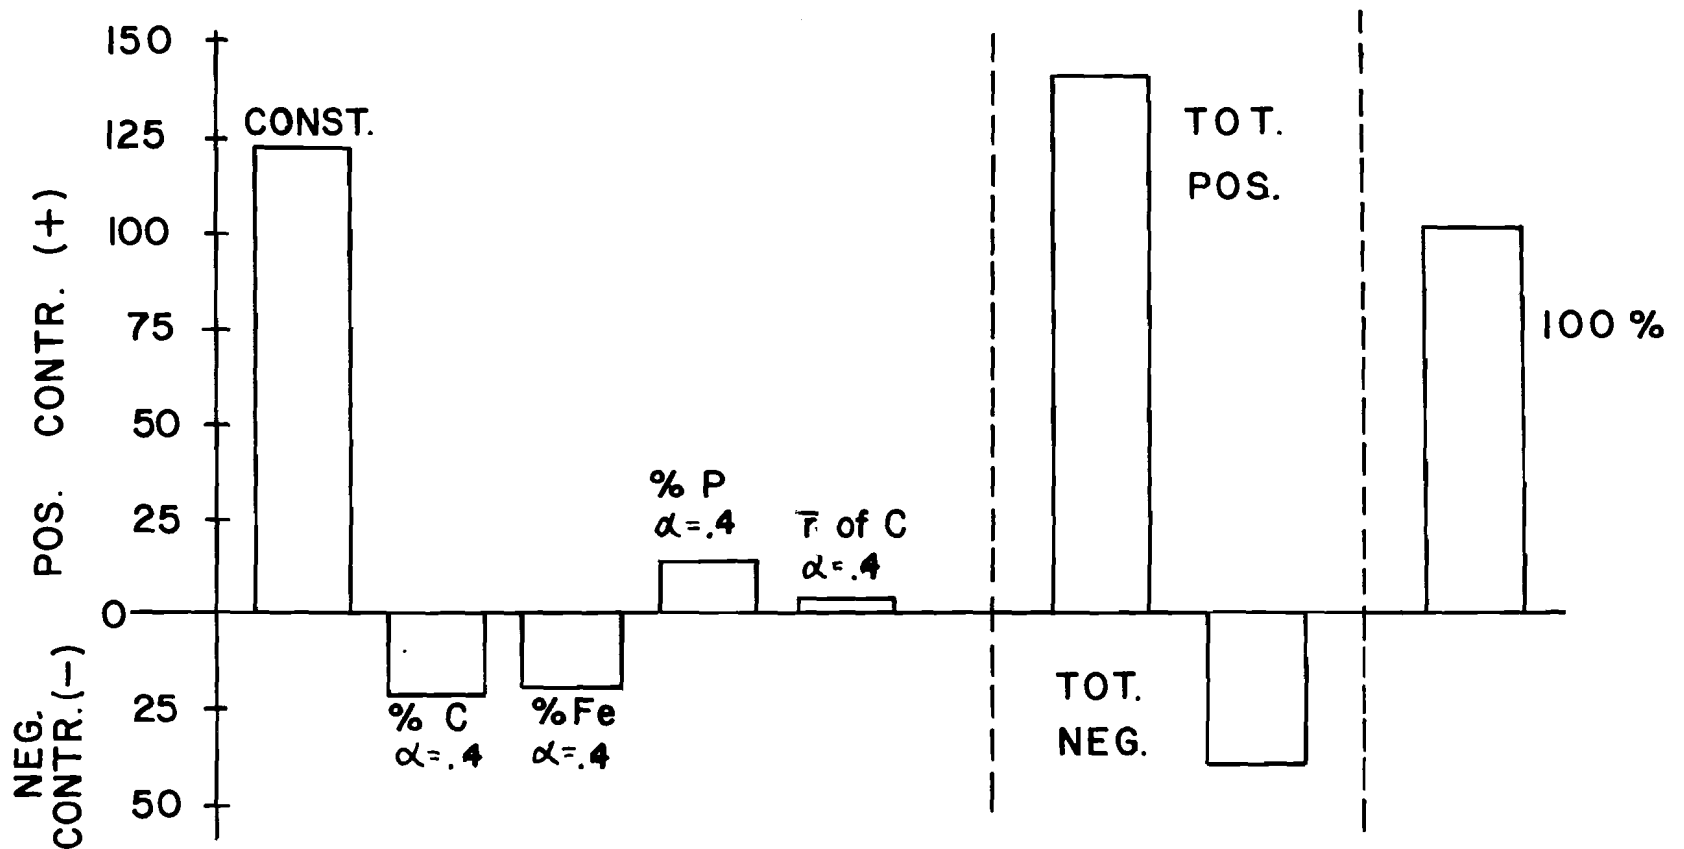 150
125
100
75
50
25
0
25
50
POS. CONTR. (+)
NEG.
CONTR. (−)
CONST.
% C
α=.4
% Fe
α=.4
% P
α=.4
r̅ of C
α=.4
TOT.
POS.
TOT.
NEG.
100 %